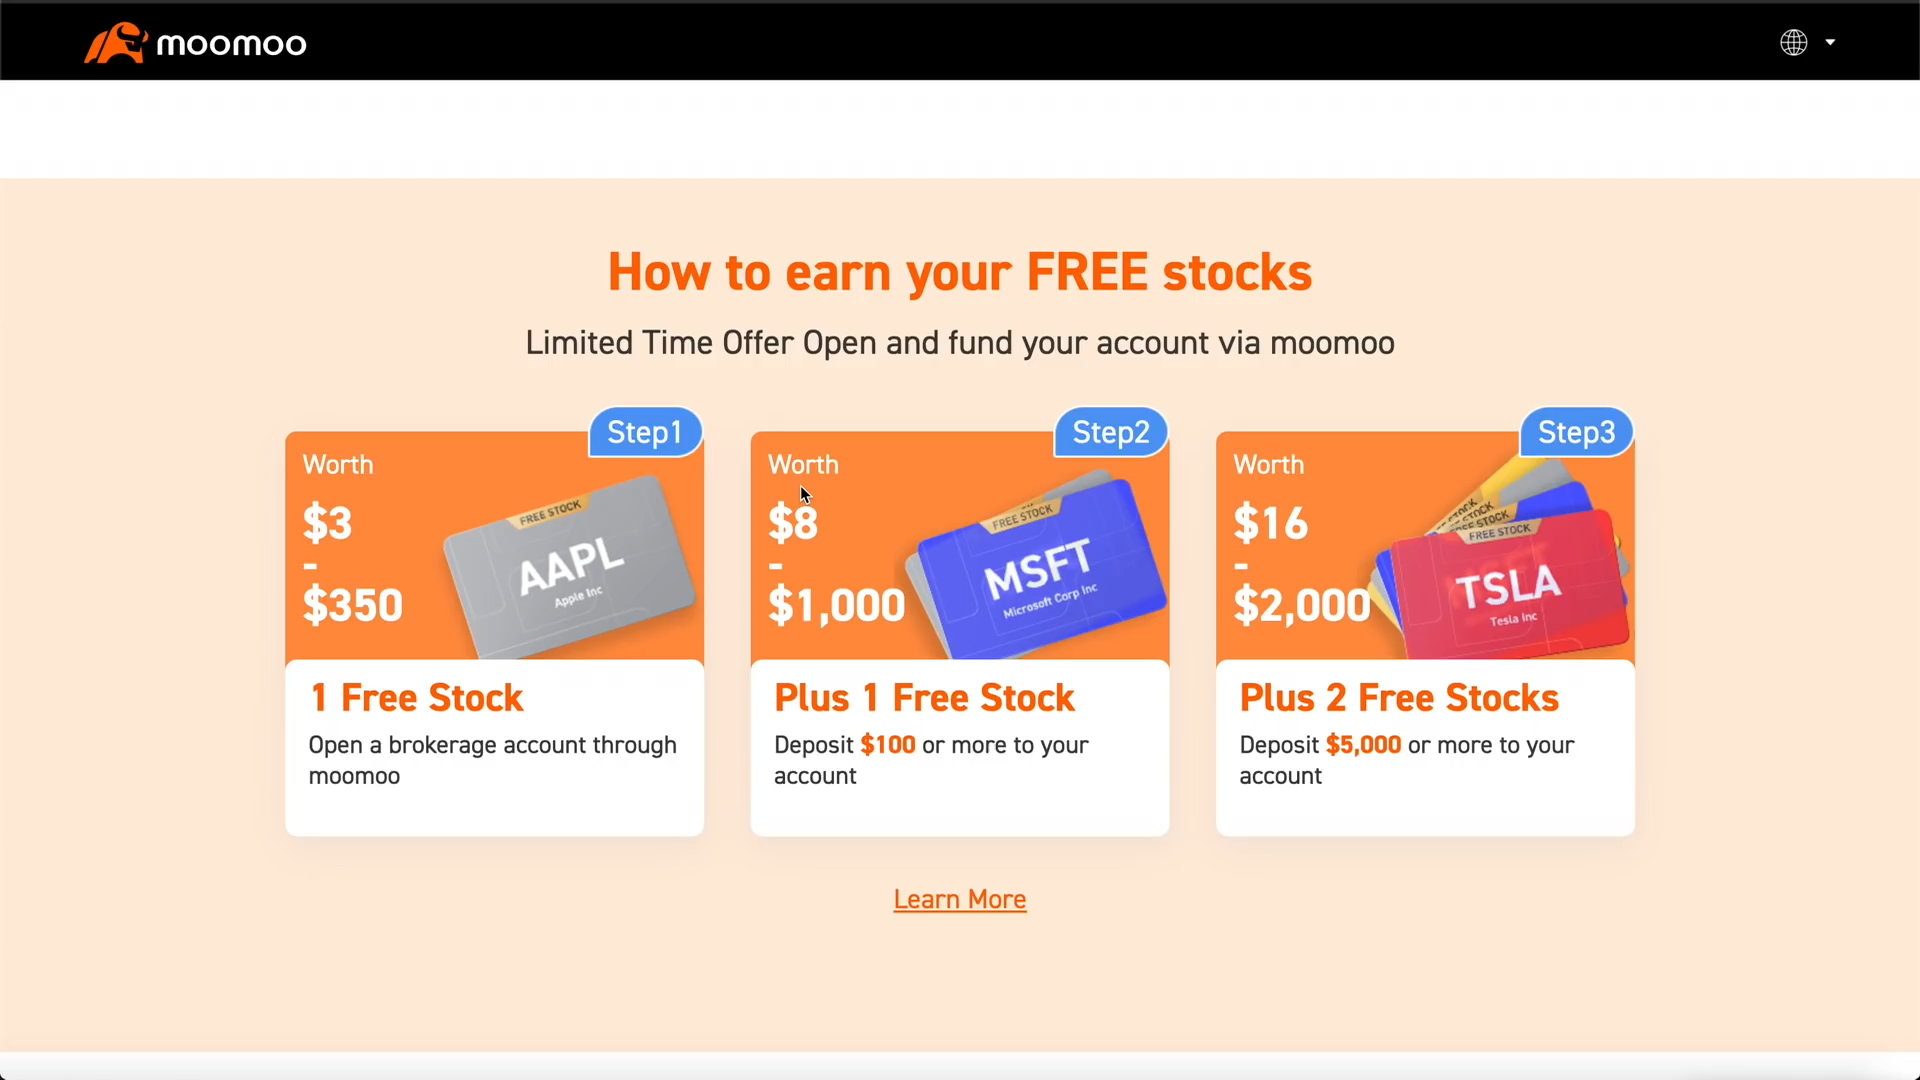 moomoo
How to earn your FREE stocks
Limited Time Offer Open and fund your account via moomoo
Step1
Worth
$3
-
$350
FREE STOCK
AAPL
Apple Inc
1 Free Stock
Open a brokerage account through
moomoo
Step2
Worth
$8
-
$1,000
FREE STOCK
MSFT
Microsoft Corp Inc
Plus 1 Free Stock
Deposit $100 or more to your
account
Step3
Worth
$16
-
$2,000
FREE STOCK
TSLA
Tesla Inc
Plus 2 Free Stocks
Deposit $5,000 or more to your
account
Learn More